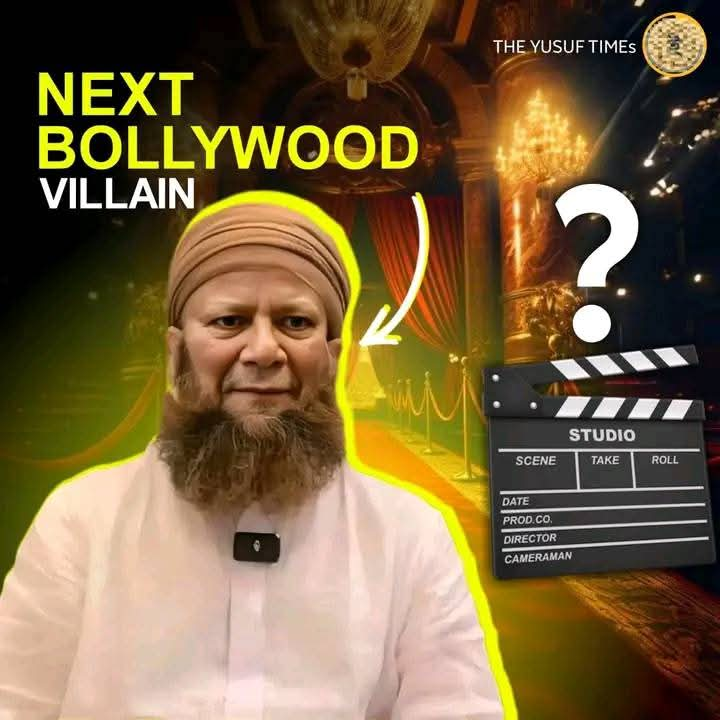 THE YUSUF TIMEs
NEXT
BOLLYWOOD
VILLAIN
?
STUDIO
SCENE TAKE ROLL
DATE
PROD.CO.
DIRECTOR
CAMERAMAN